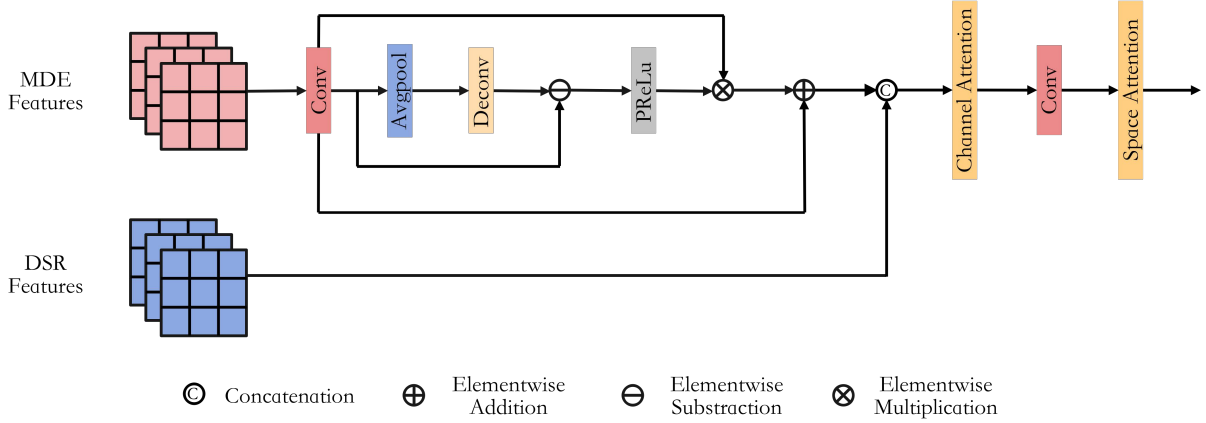 MDE
Features
Conv
Avgpool
Deconv
PReLu
C
Channel Attention
Conv
Space Attention
DSR
Features
C
Concatenation
Elementwise
Addition
Elementwise
Substraction
Elementwise
Multiplication